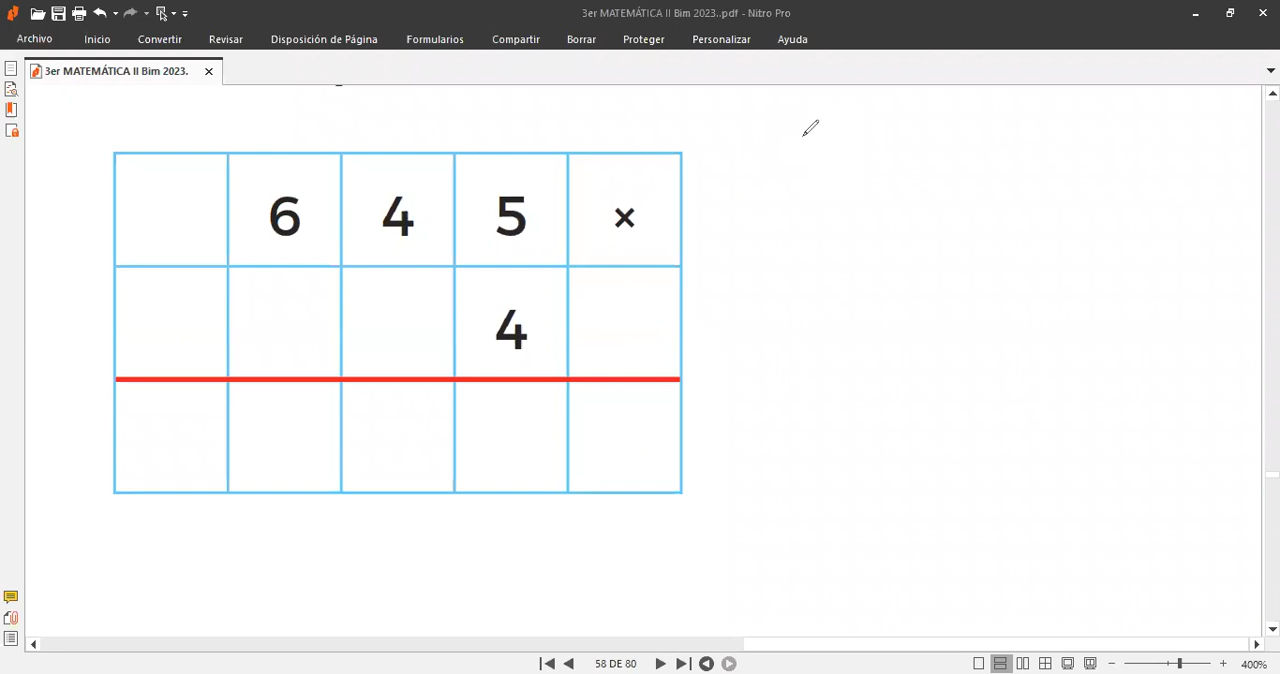 3er MATEMÁTICA II Bim 2023..pdf - Nitro Pro
Archivo Inicio Convertir Revisar Disposición de Página Formularios Compartir Borrar Proteger Personalizar Ayuda
3er MATEMÁTICA II Bim 2023.
6 4 5 ×
4
58 DE 80
400%